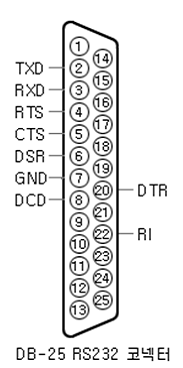 1
14
TXD 2
15
RXD 3
16
RTS 4
17
CTS 5
18
DSR 6
19
GND 7
20 DTR
DCD 8
21
9
22 RI
10
23
11
24
12
25
13
DB-25 RS232 코넥터